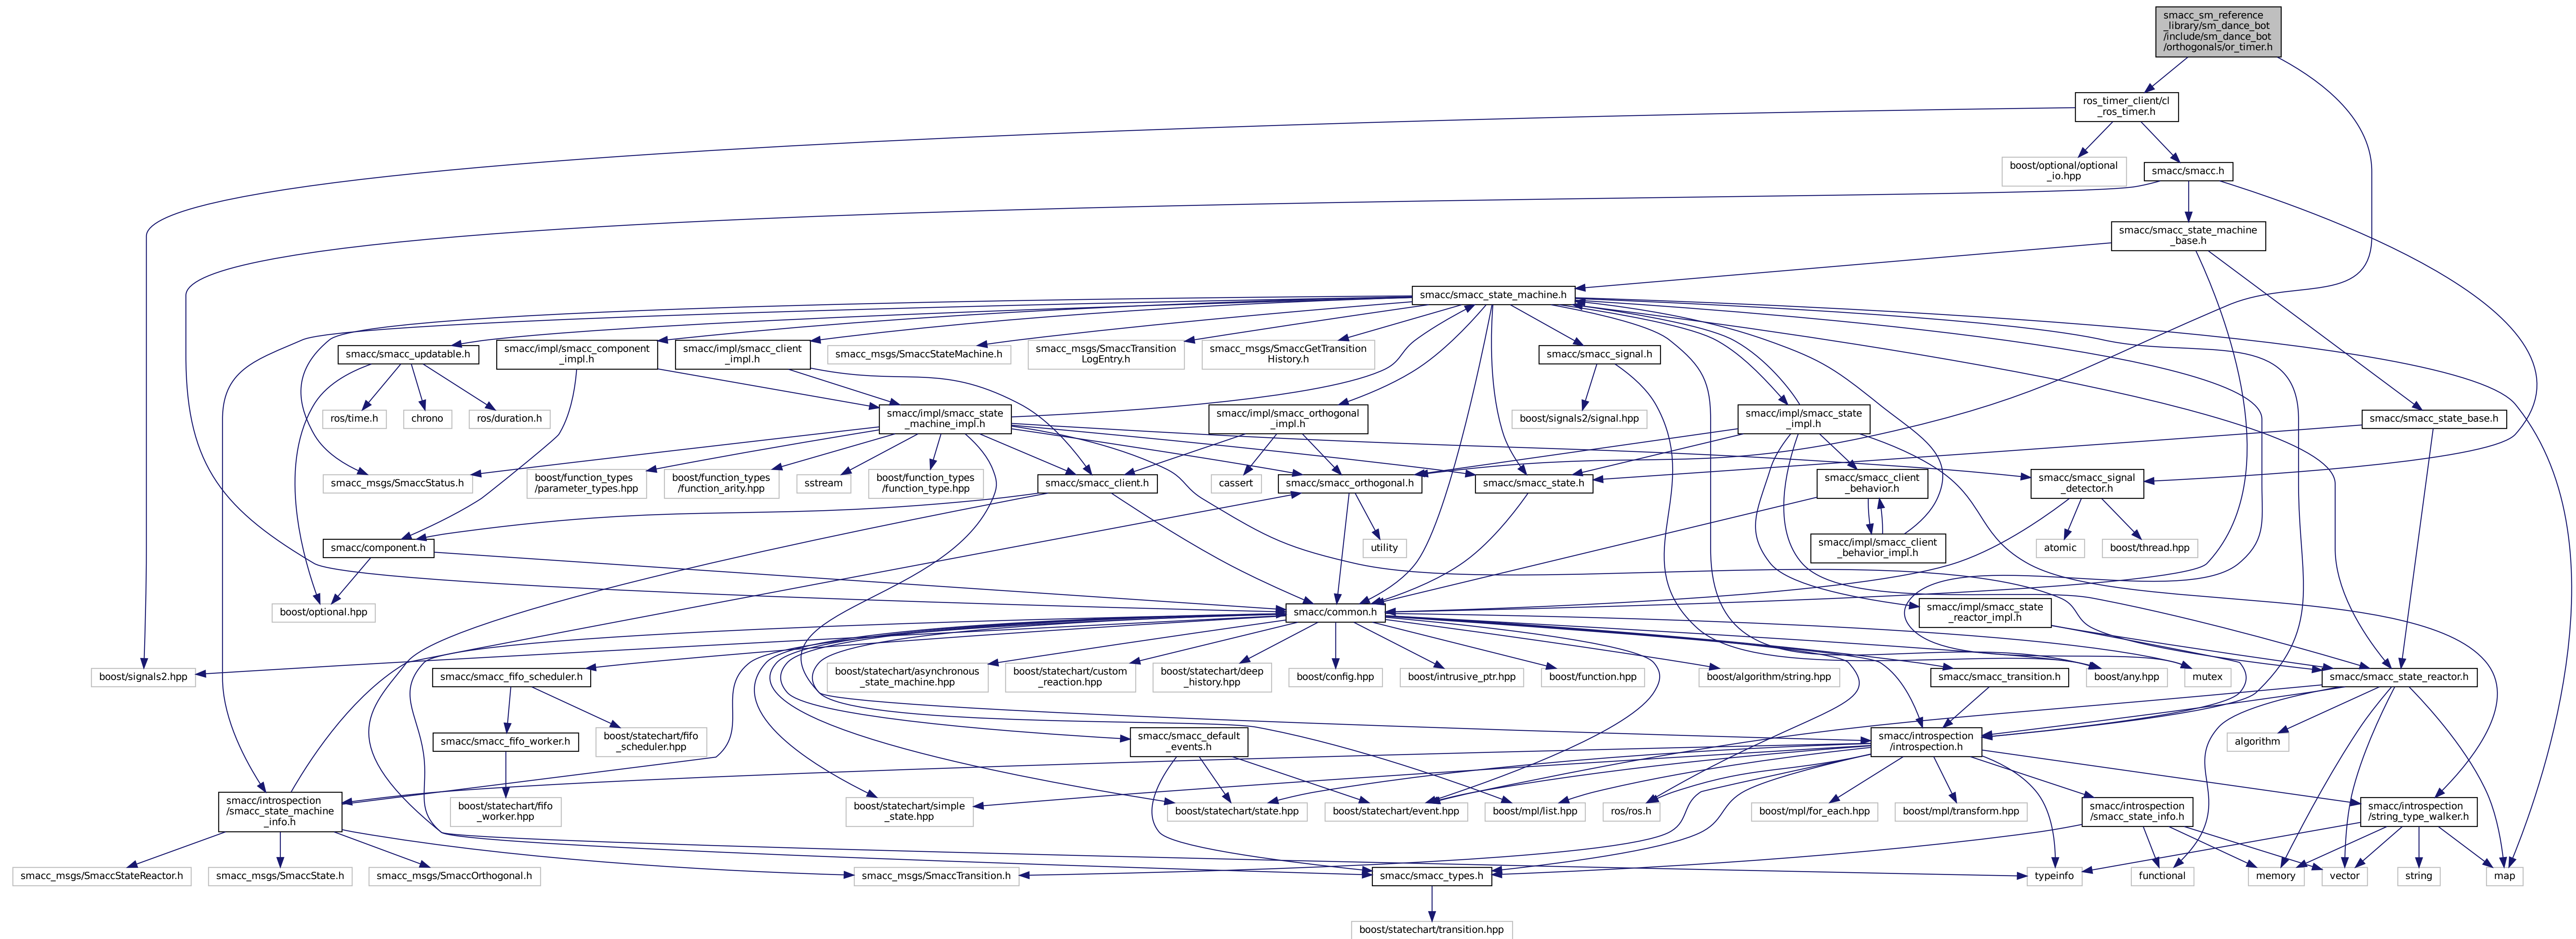 smacc_sm_reference
_library/sm_dance_bot
/include/sm_dance_bot
/orthogonals/or_timer.h
ros_timer_client/cl
_ros_timer.h
boost/optional/optional
_io.hpp
smacc/smacc.h
smacc/smacc_state_machine
_base.h
smacc/smacc_state_machine.h
smacc/smacc_updatable.h
smacc/impl/smacc_component
_impl.h
smacc/impl/smacc_client
_impl.h
smacc_msgs/SmaccStateMachine.h
smacc_msgs/SmaccTransition
LogEntry.h
smacc_msgs/SmaccGetTransition
History.h
smacc/smacc_signal.h
ros/time.h
chrono
ros/duration.h
smacc/impl/smacc_state
_machine_impl.h
smacc/impl/smacc_orthogonal
_impl.h
boost/signals2/signal.hpp
smacc/impl/smacc_state
_impl.h
smacc/smacc_state_base.h
smacc_msgs/SmaccStatus.h
boost/function_types
/parameter_types.hpp
boost/function_types
/function_arity.hpp
sstream
boost/function_types
/function_type.hpp
smacc/smacc_client.h
cassert
smacc/smacc_orthogonal.h
smacc/smacc_state.h
smacc/smacc_client
_behavior.h
smacc/smacc_signal
_detector.h
smacc/component.h
utility
smacc/impl/smacc_client
_behavior_impl.h
atomic
boost/thread.hpp
boost/optional.hpp
smacc/common.h
smacc/impl/smacc_state
_reactor_impl.h
boost/signals2.hpp
smacc/smacc_fifo_scheduler.h
boost/statechart/asynchronous
_state_machine.hpp
boost/statechart/custom
_reaction.hpp
boost/statechart/deep
_history.hpp
boost/config.hpp
boost/intrusive_ptr.hpp
boost/function.hpp
boost/algorithm/string.hpp
smacc/smacc_transition.h
boost/any.hpp
mutex
smacc/smacc_state_reactor.h
smacc/smacc_fifo_worker.h
boost/statechart/fifo
_scheduler.hpp
smacc/smacc_default
_events.h
smacc/introspection
/introspection.h
algorithm
smacc/introspection
/smacc_state_machine
_info.h
boost/statechart/fifo
_worker.hpp
boost/statechart/simple
_state.hpp
boost/statechart/state.hpp
boost/statechart/event.hpp
boost/mpl/list.hpp
ros/ros.h
boost/mpl/for_each.hpp
boost/mpl/transform.hpp
smacc/introspection
/smacc_state_info.h
smacc/introspection
/string_type_walker.h
smacc_msgs/SmaccStateReactor.h
smacc_msgs/SmaccState.h
smacc_msgs/SmaccOrthogonal.h
smacc_msgs/SmaccTransition.h
smacc/smacc_types.h
typeinfo
functional
memory
vector
string
map
boost/statechart/transition.hpp